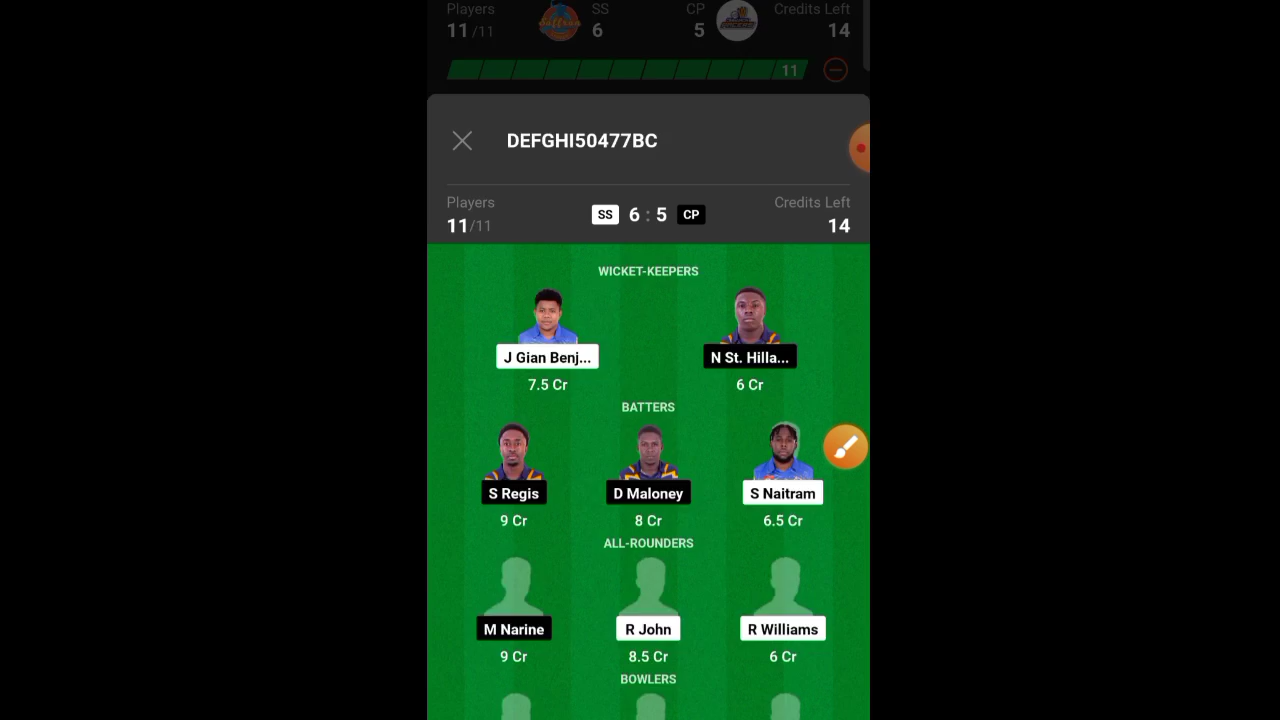 Players SS CP Credits Left
11/11 6 5 14
11
DEFGHI50477BC
Players Credits Left
11/11 SS 6 : 5 CP 14
WICKET-KEEPERS
J Gian Benj... N St. Hilla...
7.5 Cr 6 Cr
BATTERS
S Regis D Maloney S Naitram
9 Cr 8 Cr 6.5 Cr
ALL-ROUNDERS
M Narine R John R Williams
9 Cr 8.5 Cr 6 Cr
BOWLERS